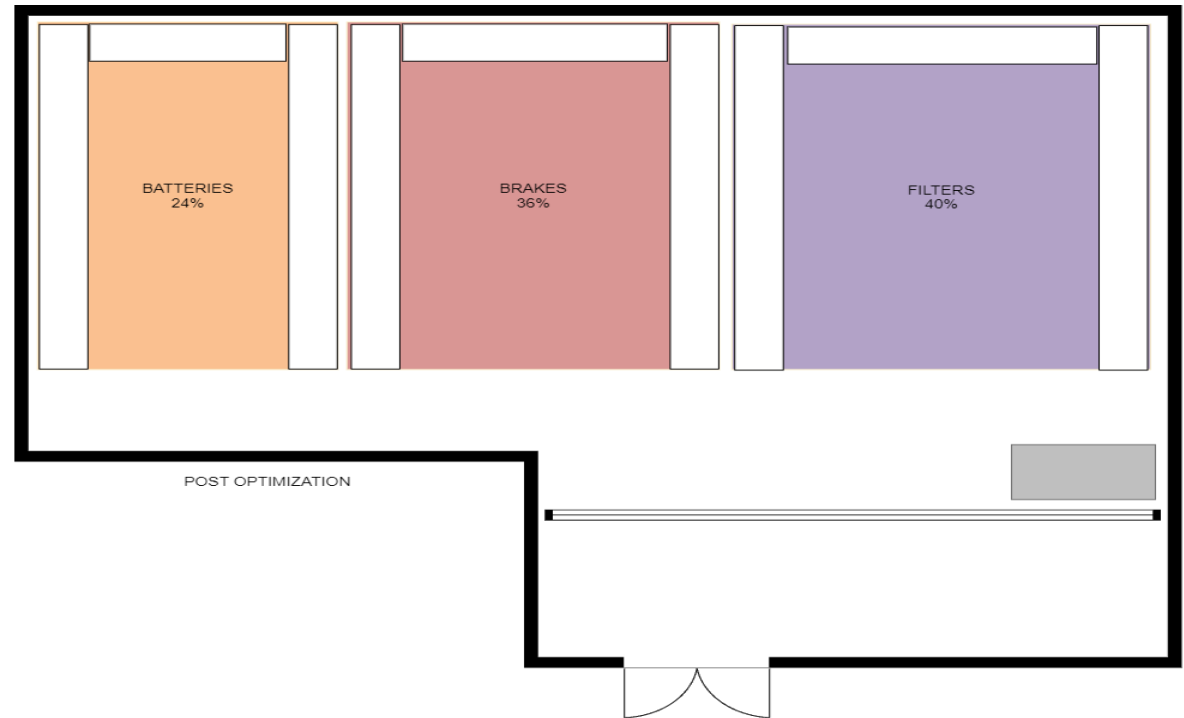 BATTERIES
24%
BRAKES
36%
FILTERS
40%
POST OPTIMIZATION